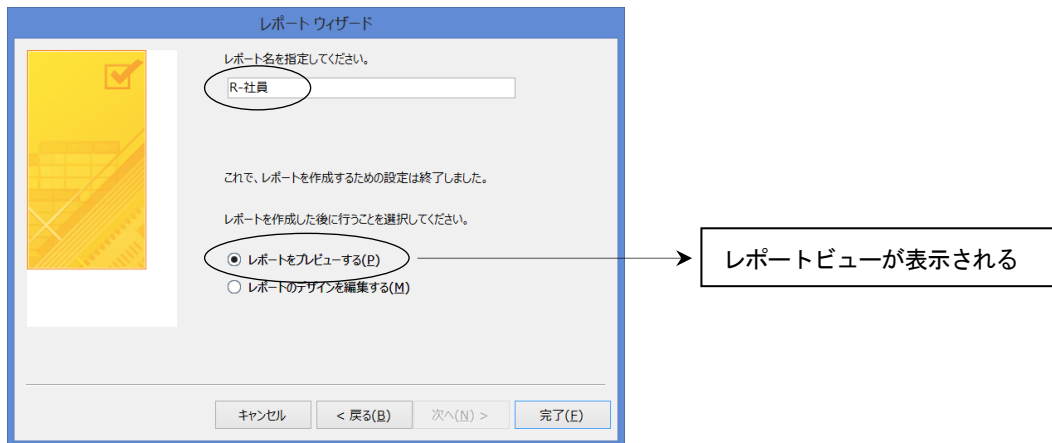 レポート ウィザード
レポート名を指定してください。
R-社員
これで、レポートを作成するための設定は終了しました。
レポートを作成した後に行うことを選択してください。
レポートをプレビューする(P)
レポートビューが表示される
レポートのデザインを編集する(M)
キャンセル < 戻る(B) 次へ(N) > 完了(F)